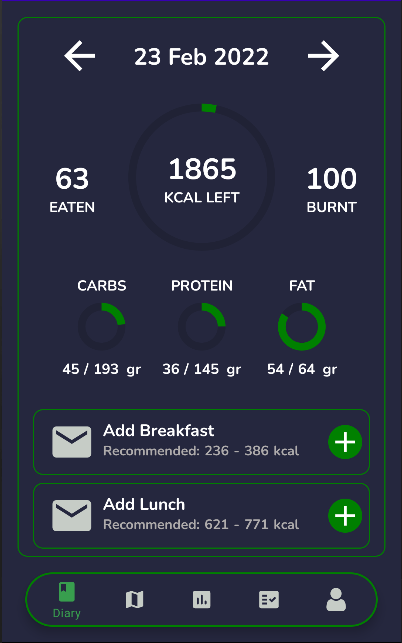 23 Feb 2022
63
EATEN
1865
KCAL LEFT
100
BURNT
CARBS
PROTEIN
FAT
45 / 193 gr
36 / 145 gr
54 / 64 gr
Add Breakfast
Recommended: 236 - 386 kcal
Add Lunch
Recommended: 621 - 771 kcal
Diary